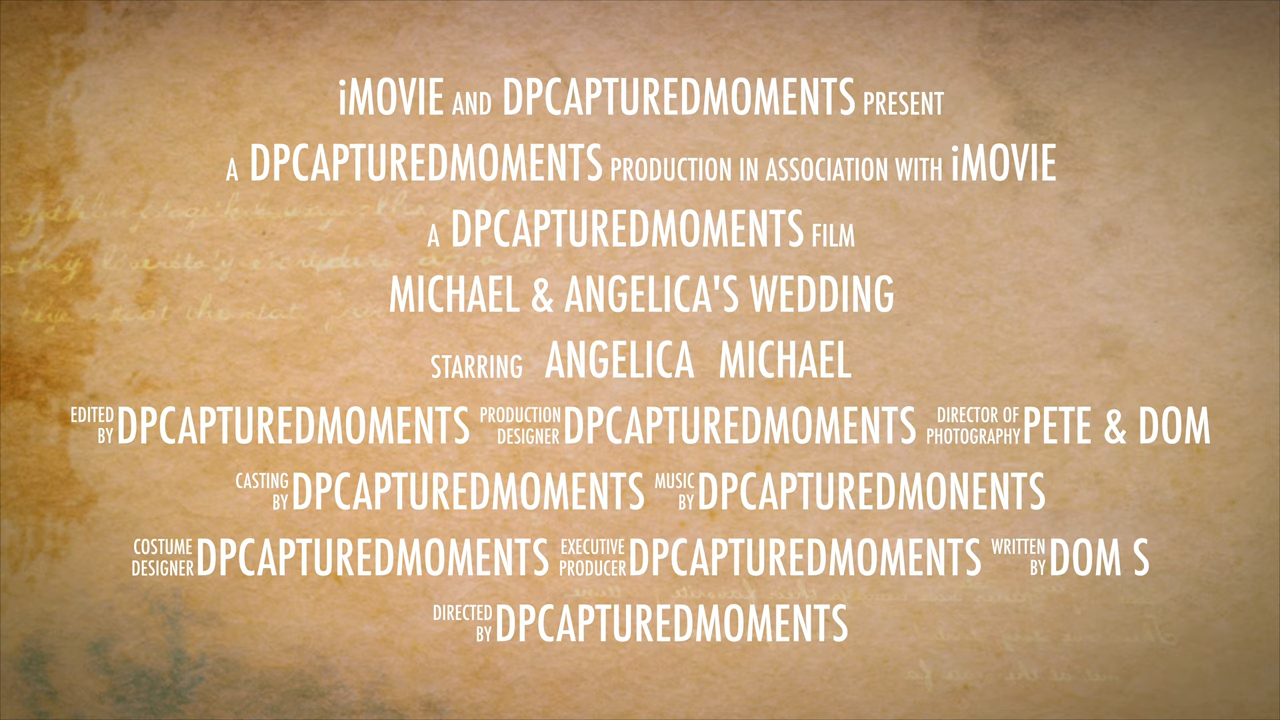 iMOVIE AND DPCAPTUREDMOMENTS PRESENT
A DPCAPTUREDMOMENTS PRODUCTION IN ASSOCIATION WITH iMOVIE
A DPCAPTUREDMOMENTS FILM
MICHAEL & ANGELICA'S WEDDING
STARRING ANGELICA MICHAEL
EDITED BY DPCAPTUREDMOMENTS PRODUCTION DESIGNER DPCAPTUREDMOMENTS DIRECTOR OF PHOTOGRAPHY PETE & DOM
CASTING BY DPCAPTUREDMOMENTS MUSIC BY DPCAPTUREDMONENTS
COSTUME DESIGNER DPCAPTUREDMOMENTS EXECUTIVE PRODUCER DPCAPTUREDMOMENTS WRITTEN BY DOM S
DIRECTED BY DPCAPTUREDMOMENTS